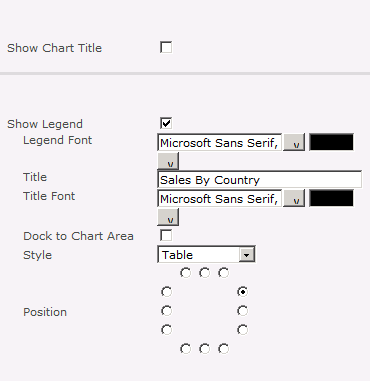 Show Chart Title
Show Legend
Legend Font Microsoft Sans Serif, v
v
Title Sales By Country
Title Font Microsoft Sans Serif, v
v
Dock to Chart Area
Style Table
Position